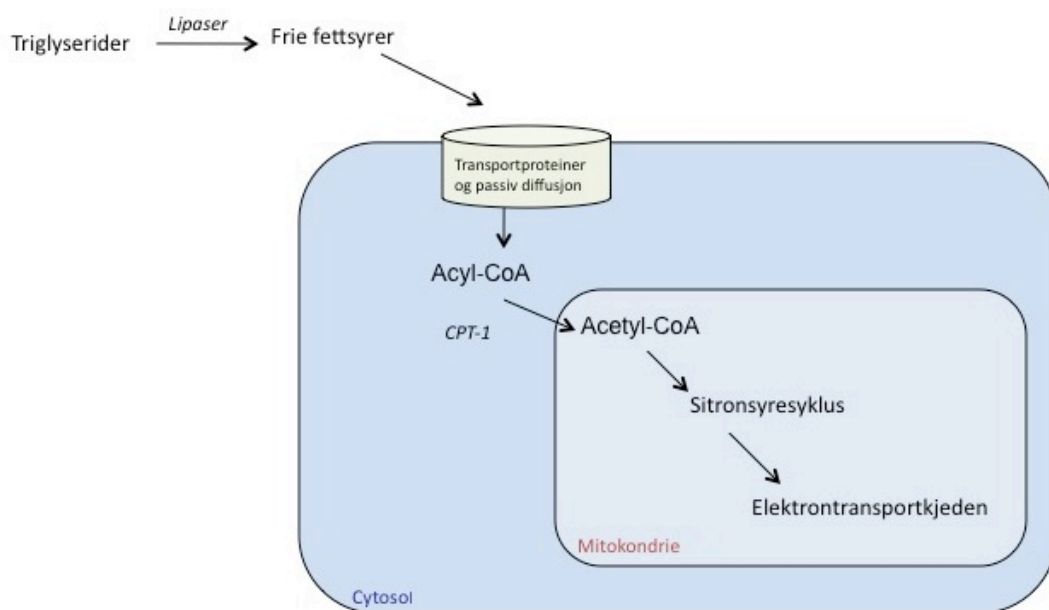 Triglyserider
Lipaser
Frie fettsyrer
Transportproteiner
og passiv diffusjon
Acyl-CoA
CPT-1
Acetyl-CoA
Sitronsyresyklus
Elektrontransportkjeden
Mitokondrie
Cytosol